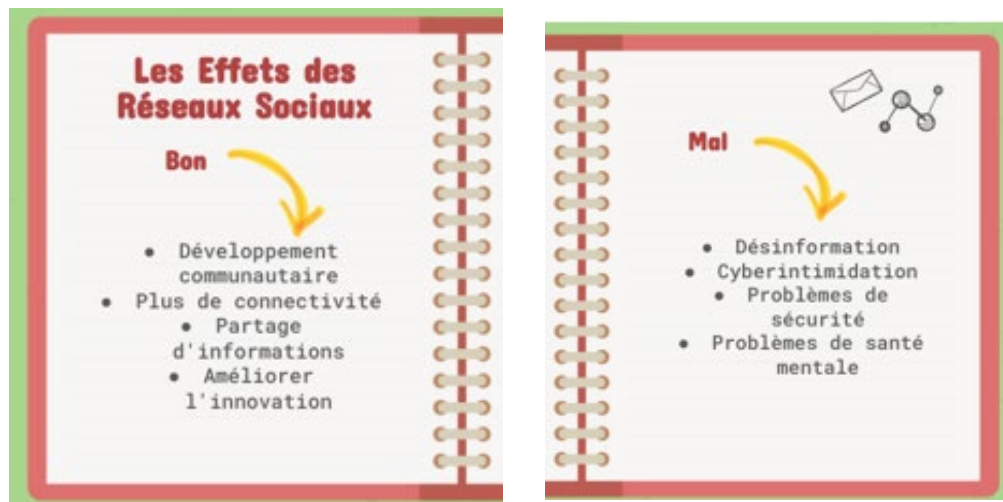 Les Effets des
Réseaux Sociaux
Bon
• Développement
communautaire
• Plus de connectivité
• Partage
d'informations
• Améliorer
l'innovation
Mal
• Désinformation
• Cyberintimidation
• Problèmes de
sécurité
• Problèmes de santé
mentale